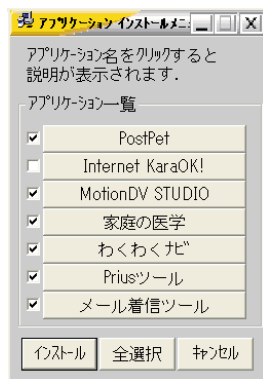 ｱﾌﾟﾘｹｰｼｮﾝ ｲﾝｽﾄｰﾙﾒﾆ
ｱﾌﾟﾘｹｰｼｮﾝ名をｸﾘｯｸすると
説明が表示されます.
ｱﾌﾟﾘｹｰｼｮﾝ一覧
PostPet
Internet KaraOK!
MotionDV STUDIO
家庭の医学
わくわくﾅﾋﾞ
Priusツール
メール着信ツール
ｲﾝｽﾄｰﾙ 全選択 ｷｬﾝｾﾙ